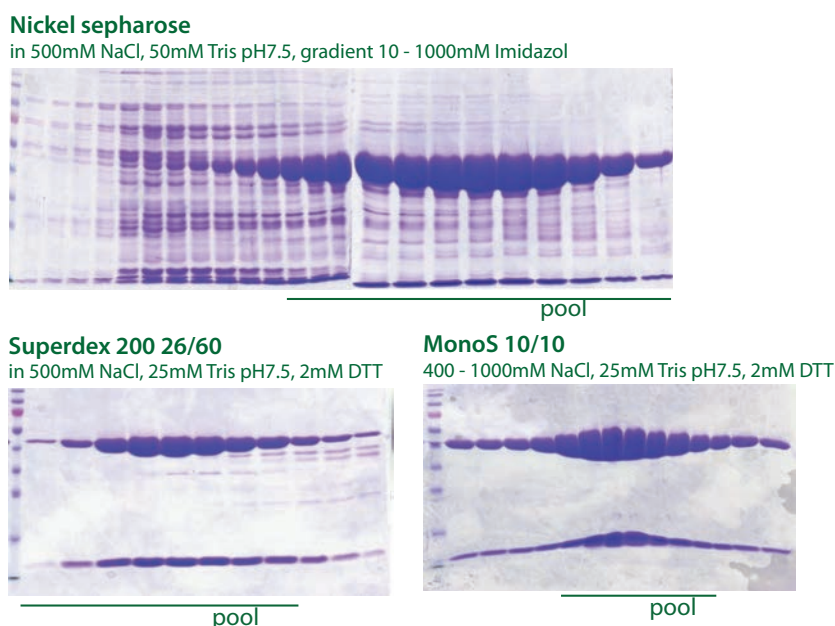 Nickel sepharose
in 500mM NaCl, 50mM Tris pH7.5, gradient 10 - 1000mM Imidazol
pool
Superdex 200 26/60
in 500mM NaCl, 25mM Tris pH7.5, 2mM DTT
pool
MonoS 10/10
400 - 1000mM NaCl, 25mM Tris pH7.5, 2mM DTT
pool